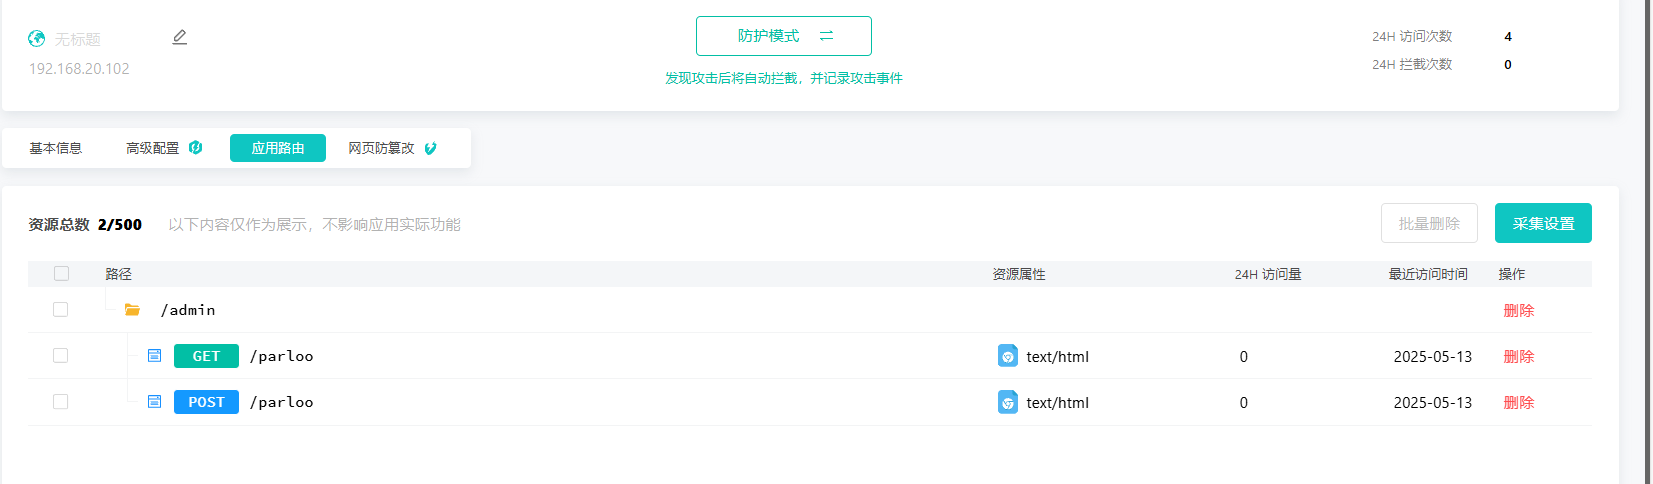 无标题
192.168.20.102
防护模式
发现攻击后将自动拦截，并记录攻击事件
24H 访问次数 4
24H 拦截次数 0
基本信息 高级配置 应用路由 网页防篡改
资源总数 2/500 以下内容仅作为展示，不影响应用实际功能 批量删除 采集设置
路径 资源属性 24H 访问量 最近访问时间 操作
/admin 删除
GET /parloo text/html 0 2025-05-13 删除
POST /parloo text/html 0 2025-05-13 删除